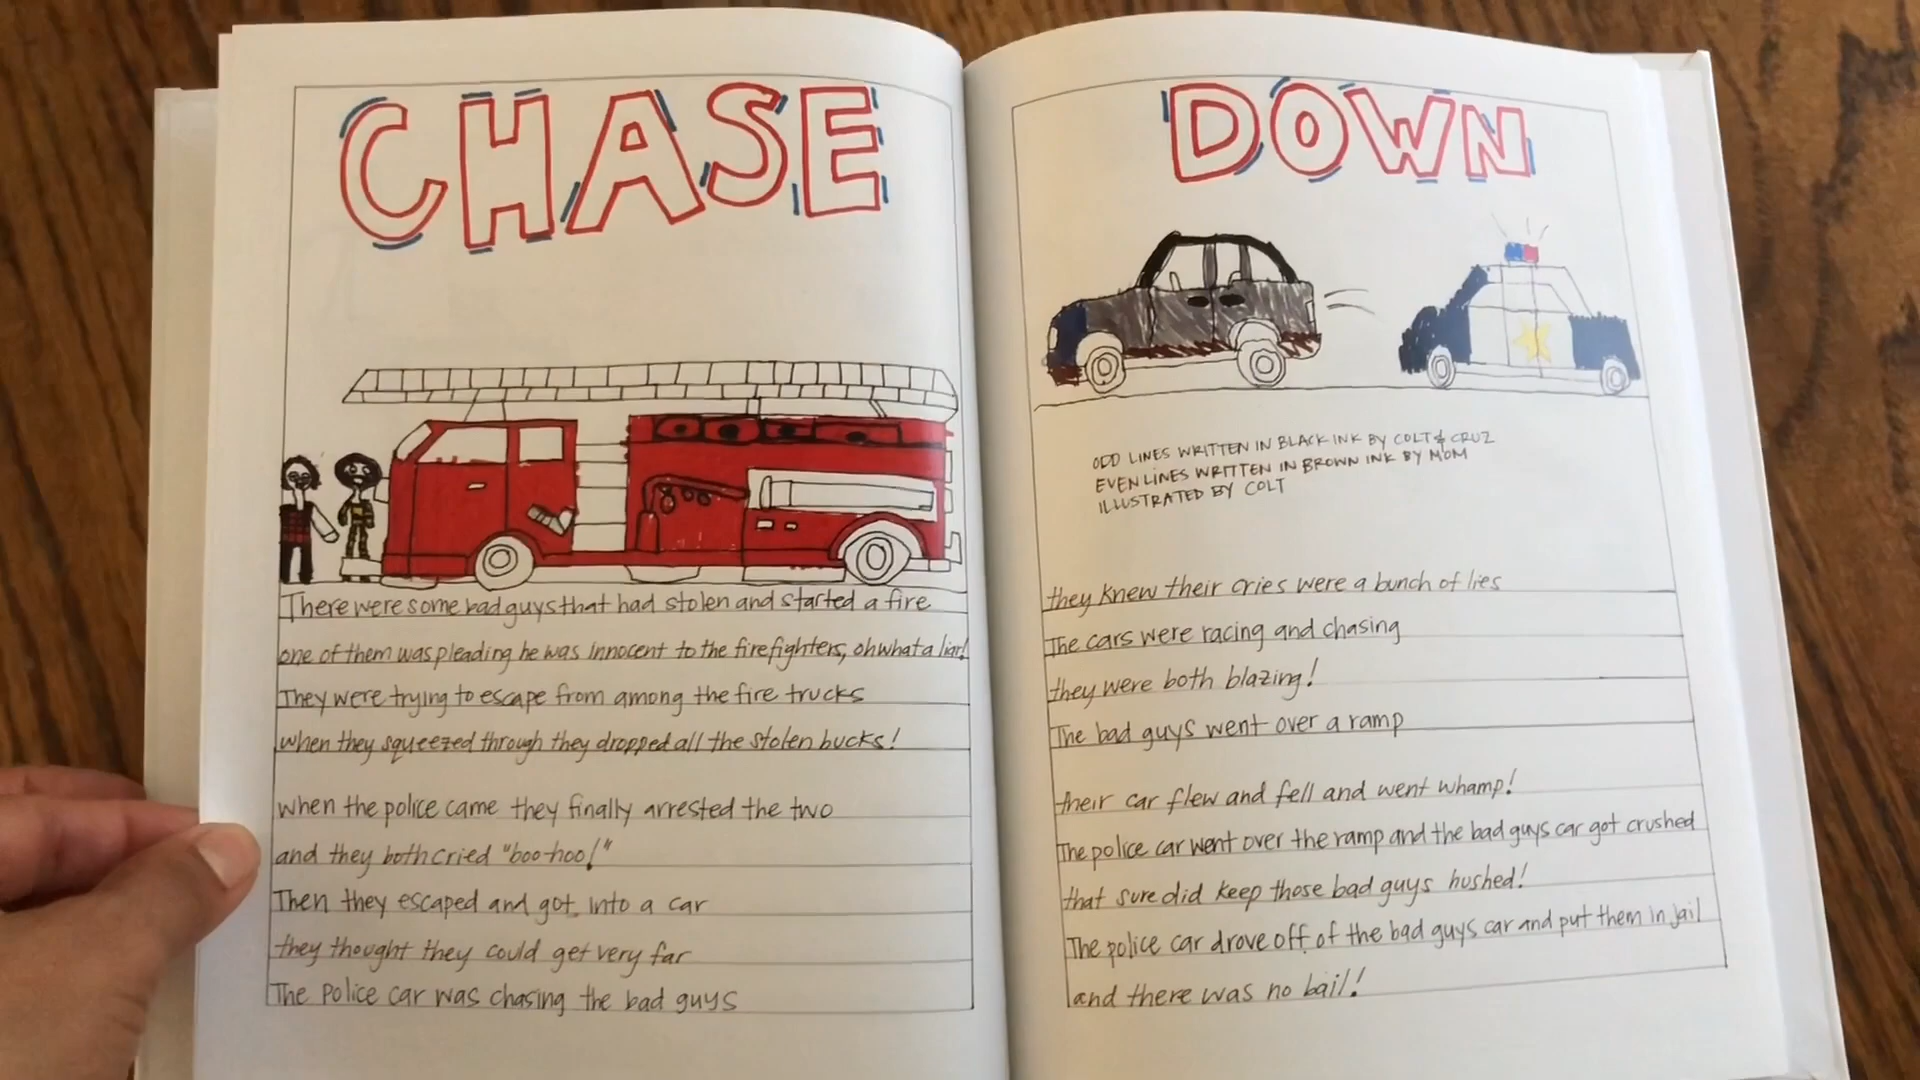 CHASE
There were some bad guys that had stolen and started a fire
one of them was pleading he was innocent to the firefighters, oh what a liar!
They were trying to escape from among the fire trucks
when they squeezed through they dropped all the stolen bucks!
when the police came they finally arrested the two
and they both cried "boo-hoo!"
Then they escaped and got into a car
they thought they could get very far
The police car was chasing the bad guys
DOWN
ODD LINES WRITTEN IN BLACK INK BY COLT & CRUZ
EVEN LINES WRITTEN IN BROWN INK BY MOM
ILLUSTRATED BY COLT
they knew their cries were a bunch of lies
The cars were racing and chasing
they were both blazing!
The bad guys went over a ramp
their car flew and fell and went whamp!
The police car went over the ramp and the bad guys car got crushed
that sure did keep those bad guys hushed!
The police car drove off of the bad guys car and put them in jail
and there was no bail!